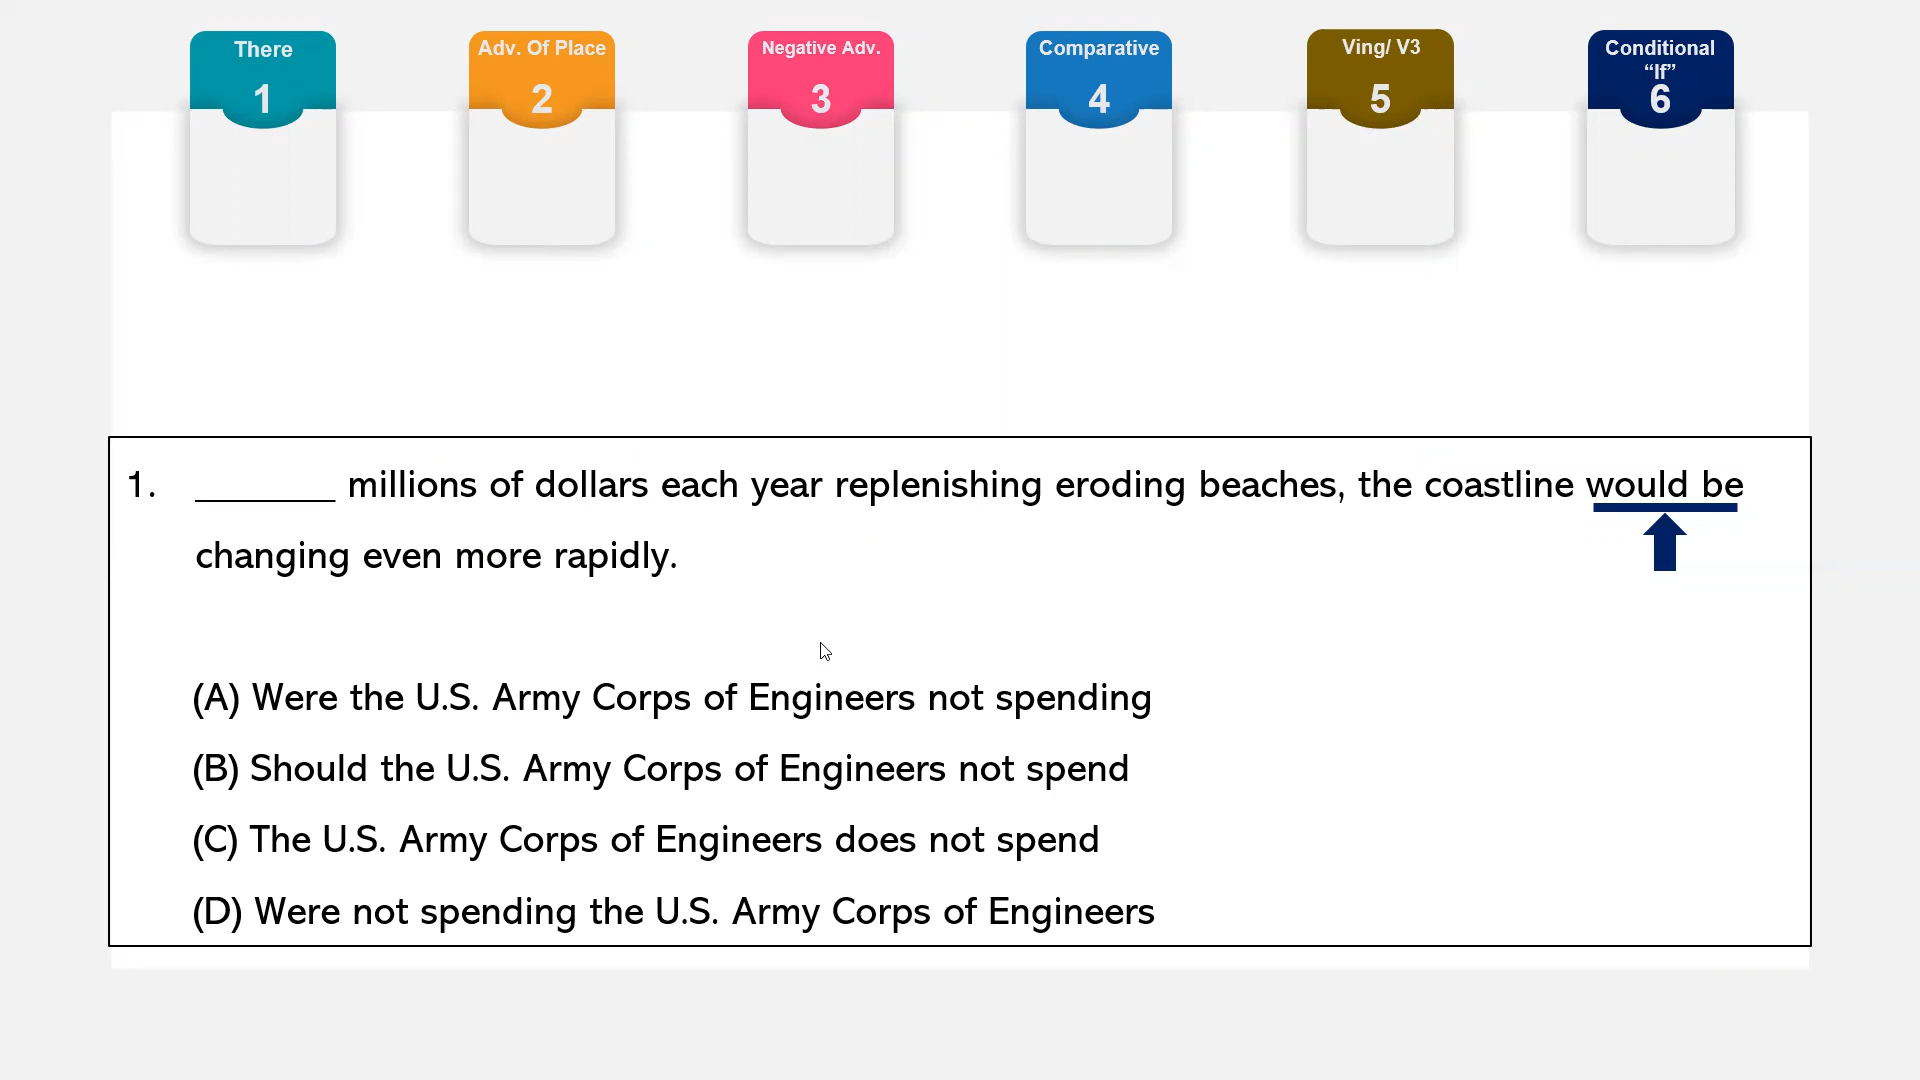 There
1
Adv. Of Place
2
Negative Adv.
3
Comparative
4
Ving/ V3
5
Conditional
“If”
6
1. ________ millions of dollars each year replenishing eroding beaches, the coastline would be
changing even more rapidly.
(A) Were the U.S. Army Corps of Engineers not spending
(B) Should the U.S. Army Corps of Engineers not spend
(C) The U.S. Army Corps of Engineers does not spend
(D) Were not spending the U.S. Army Corps of Engineers